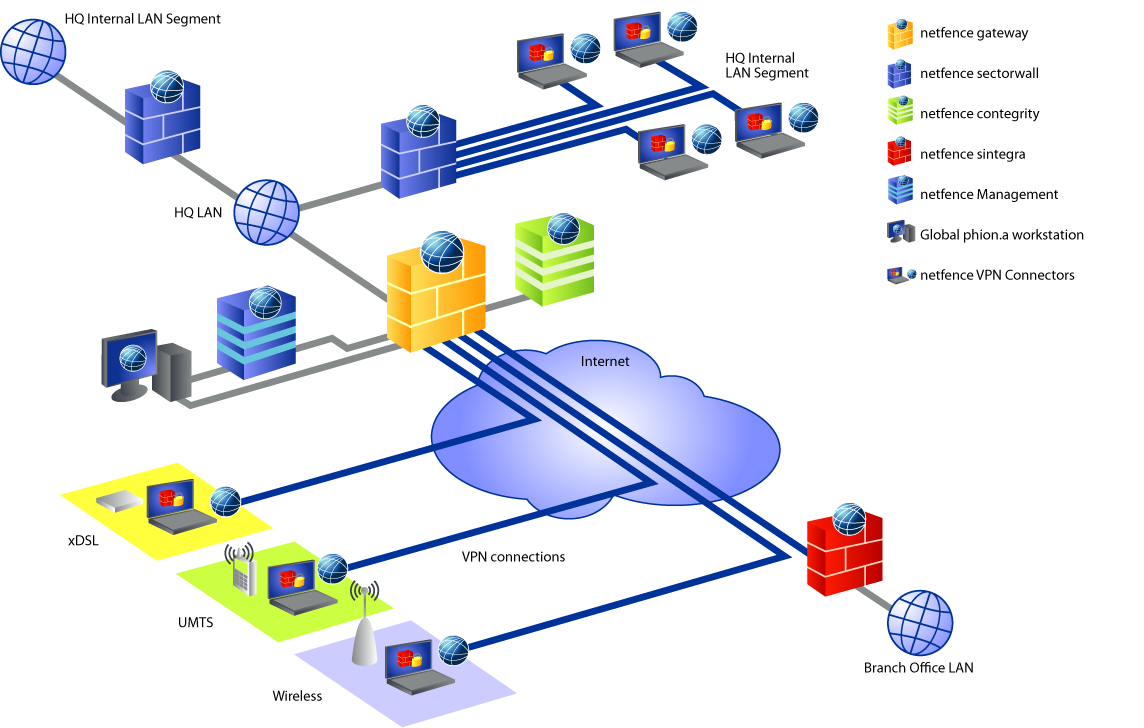 HQ Internal LAN Segment
HQ Internal
LAN Segment
HQ LAN
Internet
xDSL
VPN connections
UMTS
Wireless
Branch Office LAN
netfence gateway
netfence sectorwall
netfence contegrity
netfence sintegra
netfence Management
Global phion.a workstation
netfence VPN Connectors